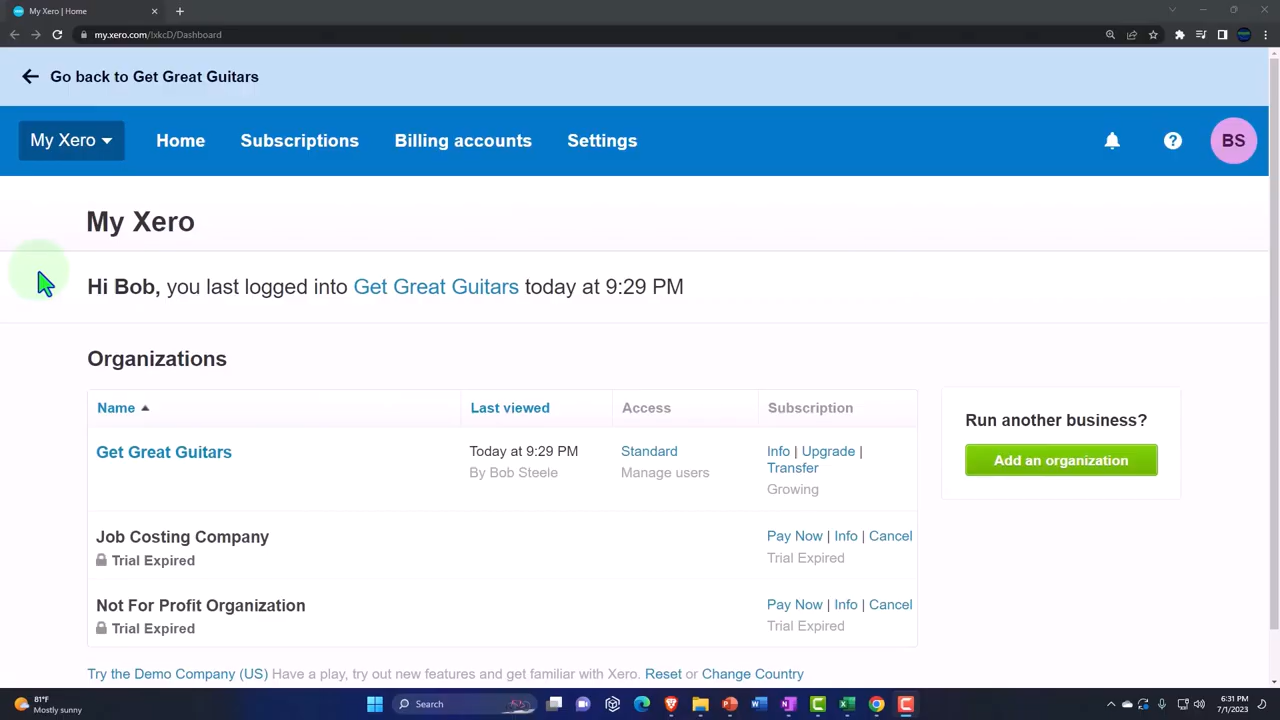 My Xero | Home
my.xero.com/!xkcD/Dashboard
Go back to Get Great Guitars
My Xero
Home
Subscriptions
Billing accounts
Settings
BS
My Xero
Hi Bob, you last logged into Get Great Guitars today at 9:29 PM
Organizations
Name
Last viewed
Access
Subscription
Get Great Guitars
Today at 9:29 PM
By Bob Steele
Standard
Manage users
Info | Upgrade |
Transfer
Growing
Run another business?
Add an organization
Job Costing Company
Trial Expired
Pay Now | Info | Cancel
Trial Expired
Not For Profit Organization
Trial Expired
Pay Now | Info | Cancel
Trial Expired
Try the Demo Company (US) Have a play, try out new features and get familiar with Xero. Reset or Change Country
81°F
Mostly sunny
Search
6:31 PM
7/1/2023